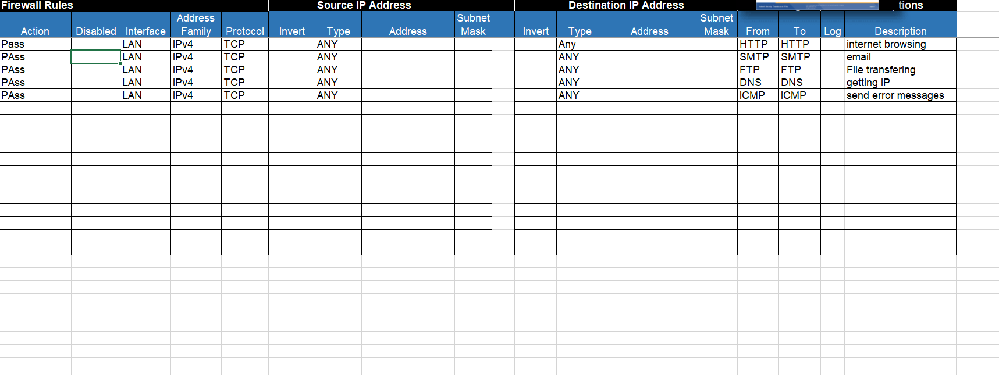 Firewall Rules Source IP Address Destination IP Address tions
Action Disabled Interface Address Family Protocol Invert Type Address Subnet Mask Invert Type Address Subnet Mask From To Log Description
Pass LAN IPv4 TCP ANY Any HTTP HTTP internet browsing
PAss LAN IPv4 TCP ANY ANY SMTP SMTP email
PAss LAN IPv4 TCP ANY ANY FTP FTP File transfering
PAss LAN IPv4 TCP ANY ANY DNS DNS getting IP
PAss LAN IPv4 TCP ANY ANY ICMP ICMP send error messages